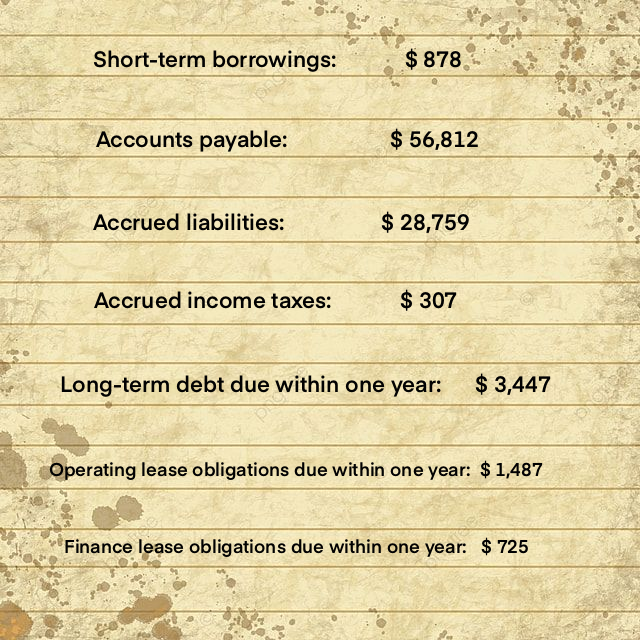 Short-term borrowings: $ 878
Accounts payable: $ 56,812
Accrued liabilities: $ 28,759
Accrued income taxes: $ 307
Long-term debt due within one year: $ 3,447
Operating lease obligations due within one year: $ 1,487
Finance lease obligations due within one year: $ 725